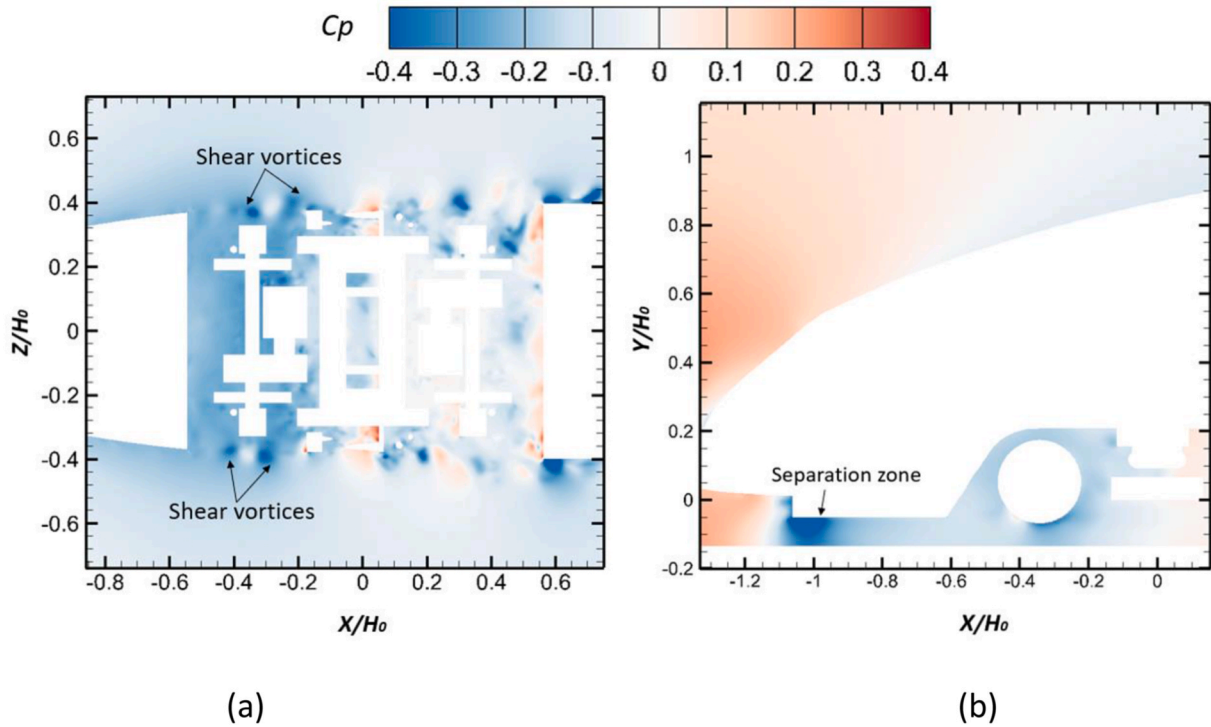 Cp
-0.4 -0.3 -0.2 -0.1 0 0.1 0.2 0.3 0.4
0.6
0.4
0.2
0
-0.2
-0.4
-0.6
Z/H₀
Shear vortices
Shear vortices
-0.8 -0.6 -0.4 -0.2 0 0.2 0.4 0.6
X/H₀
(a)
1
0.8
0.6
0.4
0.2
0
-0.2
Y/H₀
Separation zone
-1.2 -1 -0.8 -0.6 -0.4 -0.2 0
X/H₀
(b)